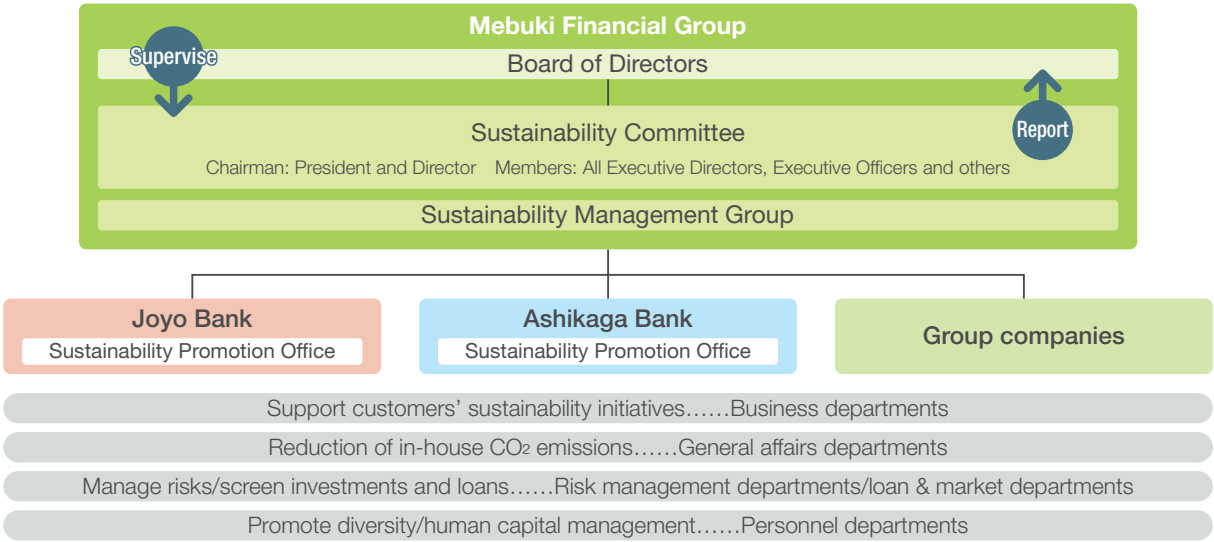 Mebuki Financial Group
Supervise
Board of Directors
Sustainability Committee
Report
Chairman: President and Director Members: All Executive Directors, Executive Officers and others
Sustainability Management Group
Joyo Bank
Sustainability Promotion Office
Ashikaga Bank
Sustainability Promotion Office
Group companies
Support customers’ sustainability initiatives……Business departments
Reduction of in-house CO₂ emissions……General affairs departments
Manage risks/screen investments and loans……Risk management departments/loan & market departments
Promote diversity/human capital management……Personnel departments